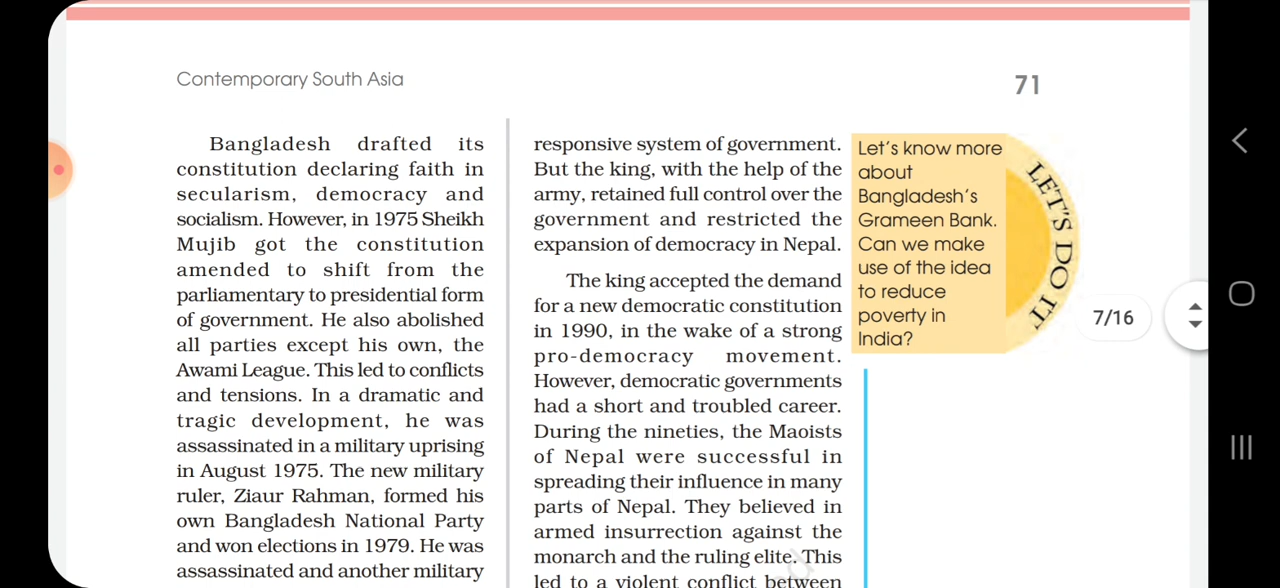 Contemporary South Asia
71
Bangladesh drafted its
constitution declaring faith in
secularism, democracy and
socialism. However, in 1975 Sheikh
Mujib got the constitution
amended to shift from the
parliamentary to presidential form
of government. He also abolished
all parties except his own, the
Awami League. This led to conflicts
and tensions. In a dramatic and
tragic development, he was
assassinated in a military uprising
in August 1975. The new military
ruler, Ziaur Rahman, formed his
own Bangladesh National Party
and won elections in 1979. He was
assassinated and another military
responsive system of government.
But the king, with the help of the
army, retained full control over the
government and restricted the
expansion of democracy in Nepal.
The king accepted the demand
for a new democratic constitution
in 1990, in the wake of a strong
pro-democracy movement.
However, democratic governments
had a short and troubled career.
During the nineties, the Maoists
of Nepal were successful in
spreading their influence in many
parts of Nepal. They believed in
armed insurrection against the
monarch and the ruling elite. This
led to a violent conflict between
Let's know more
about
Bangladesh's
Grameen Bank.
Can we make
use of the idea
to reduce
poverty in
India?
LET'S DO IT
7/16